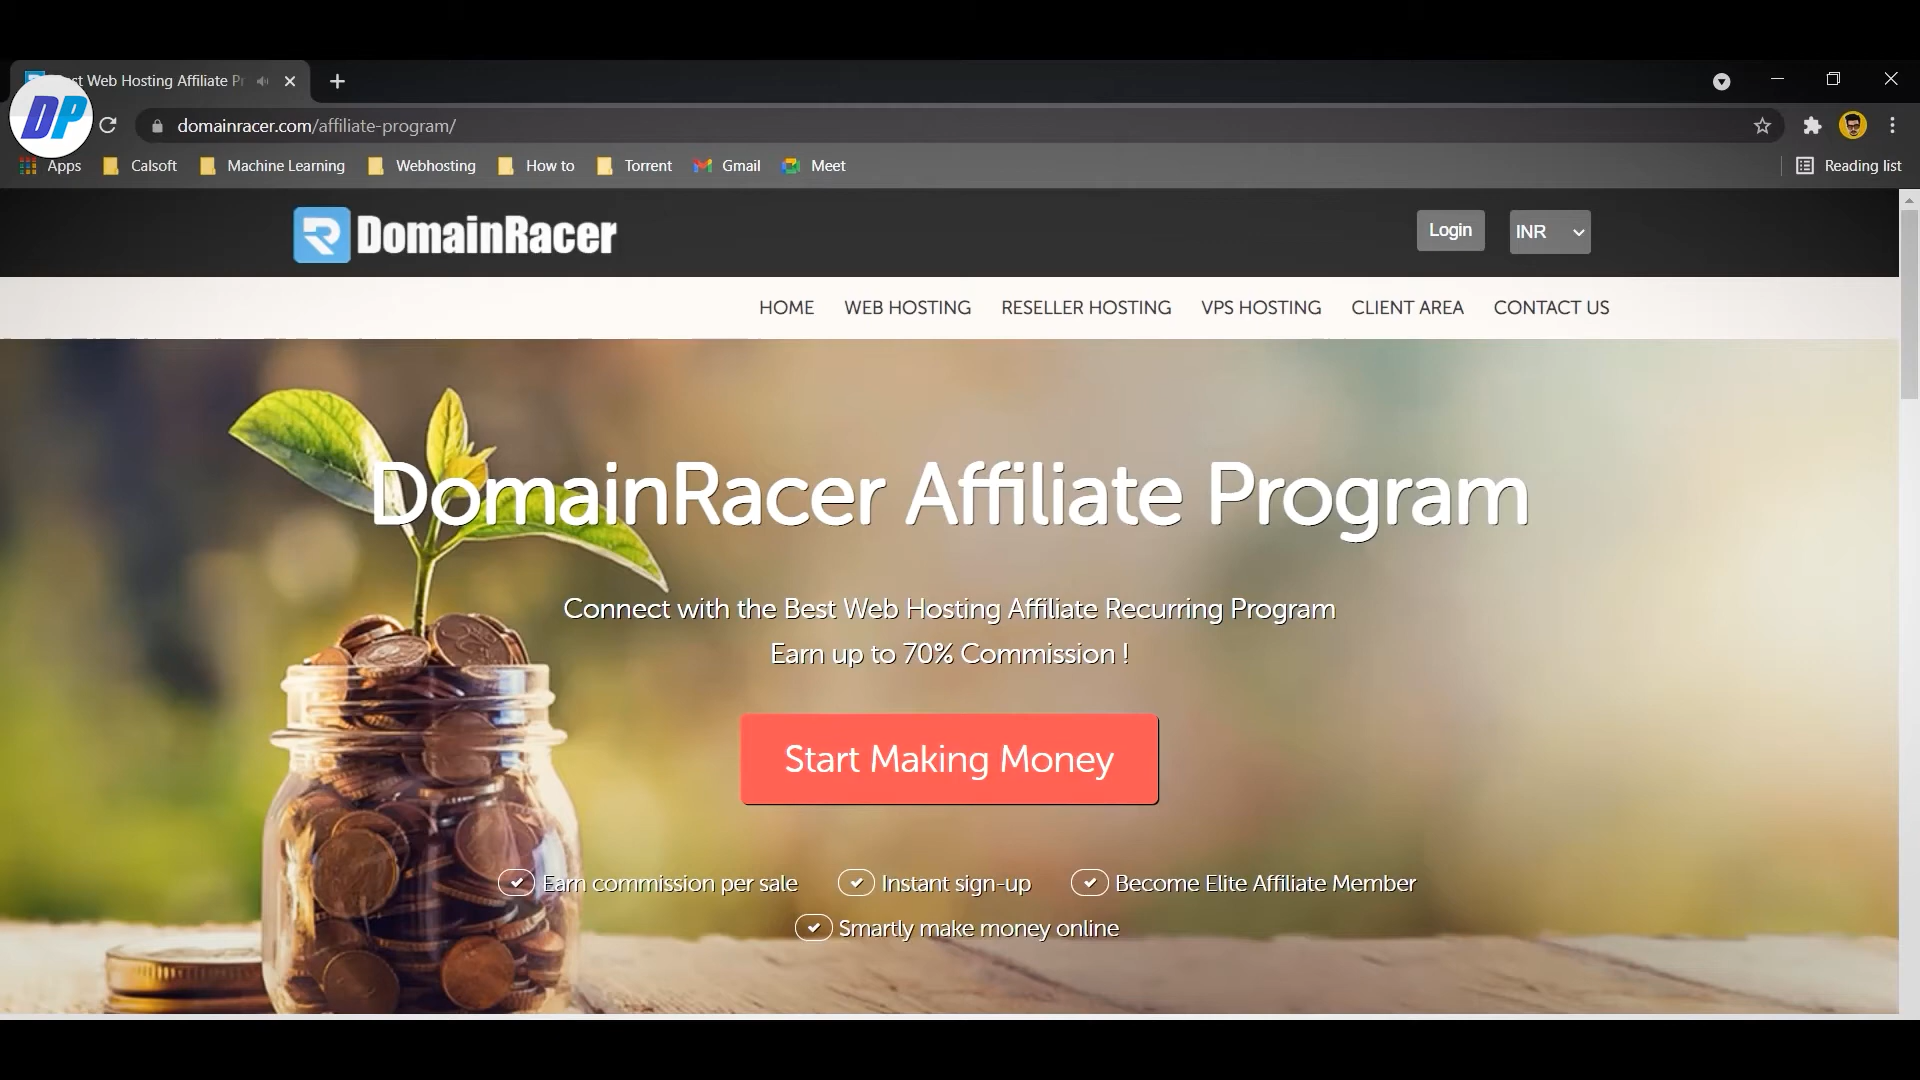 st Web Hosting Affiliate Pr
DP
domainracer.com/affiliate-program/
Apps Calsoft Machine Learning Webhosting How to Torrent Gmail Meet Reading list
DomainRacer
Login INR
HOME WEB HOSTING RESELLER HOSTING VPS HOSTING CLIENT AREA CONTACT US
DomainRacer Affiliate Program
Connect with the Best Web Hosting Affiliate Recurring Program
Earn up to 70% Commission !
Start Making Money
Earn commission per sale Instant sign-up Become Elite Affiliate Member
Smartly make money online